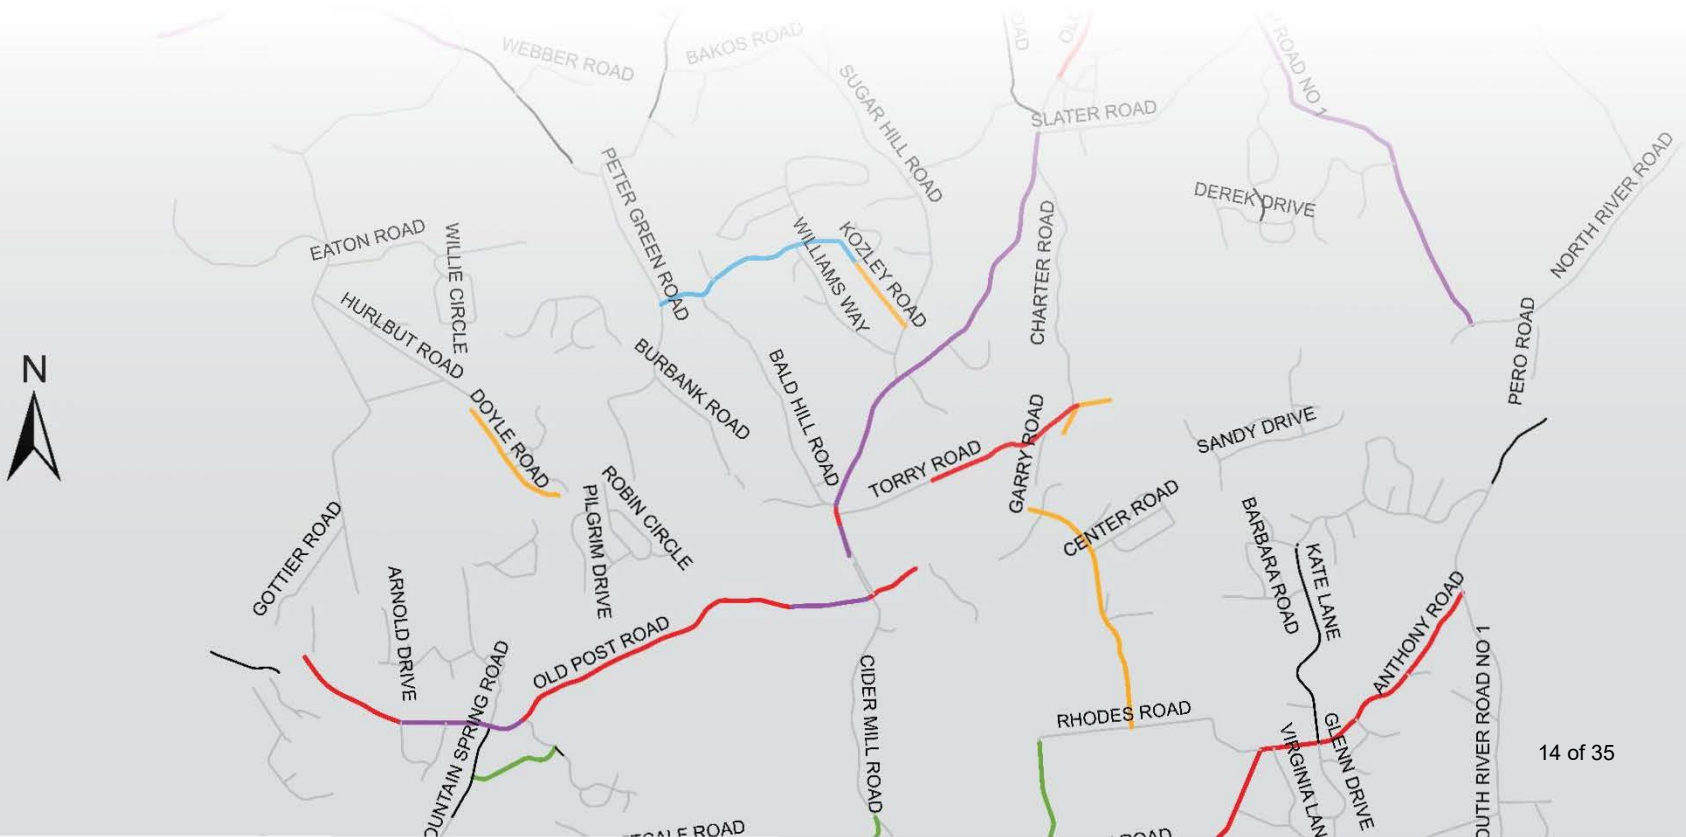 WEBBER ROAD
BAKOS ROAD
SUGAR HILL ROAD
SLATER ROAD
ROAD NO 1
NORTH RIVER ROAD
PETER GREEN ROAD
DEREK DRIVE
EATON ROAD
WILLIE CIRCLE
WILLIAMS WAY
KOZLEY ROAD
CHARTER ROAD
HURLBUT ROAD
PERO ROAD
BURBANK ROAD
BALD HILL ROAD
N
DOYLE ROAD
GARRY ROAD
SANDY DRIVE
TORRY ROAD
ROBIN CIRCLE
PILGRIM DRIVE
CENTER ROAD
GOTTIER ROAD
BARBARA ROAD
KATE LANE
ARNOLD DRIVE
ANTHONY ROAD
OLD POST ROAD
OUNTAIN SPRING ROAD
CIDER MILL ROAD
RHODES ROAD
OUTH RIVER ROAD NO 1
VIRGINIA LAN
GLENN DRIVE
14 of 35
ROAD
ROAD